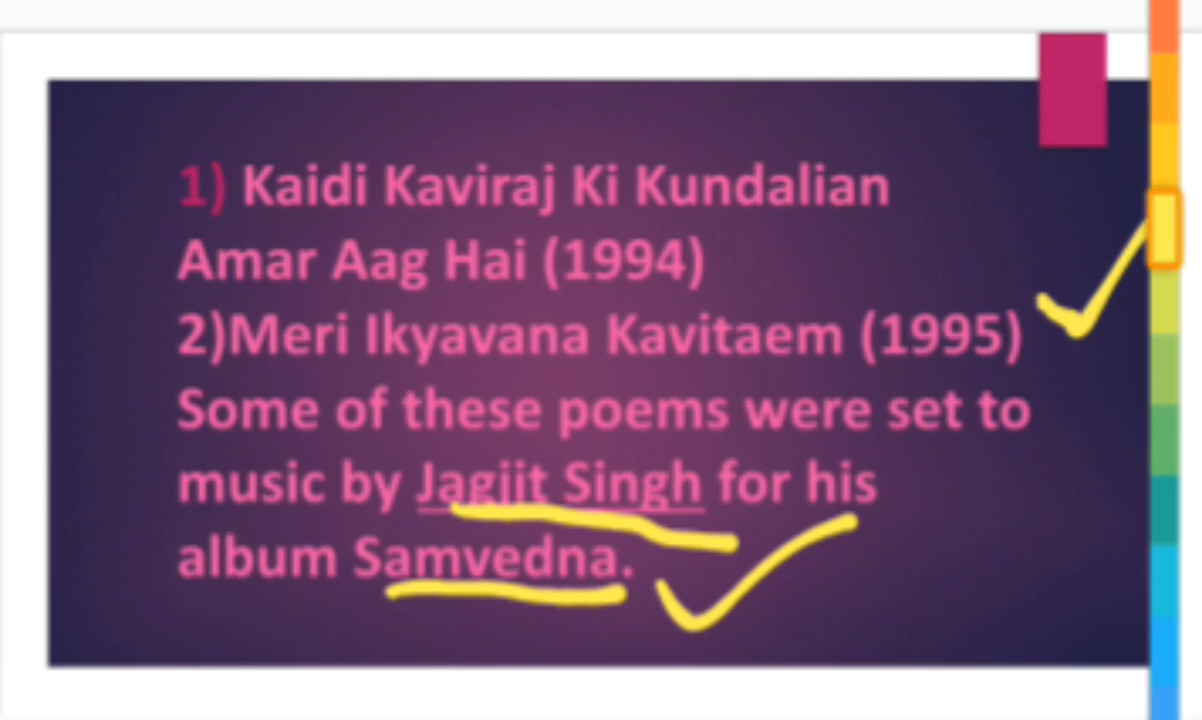 1) Kaidi Kaviraj Ki Kundalian
Amar Aag Hai (1994)
2)Meri Ikyavana Kavitaem (1995)
Some of these poems were set to
music by Jagjit Singh for his
album Samvedna.